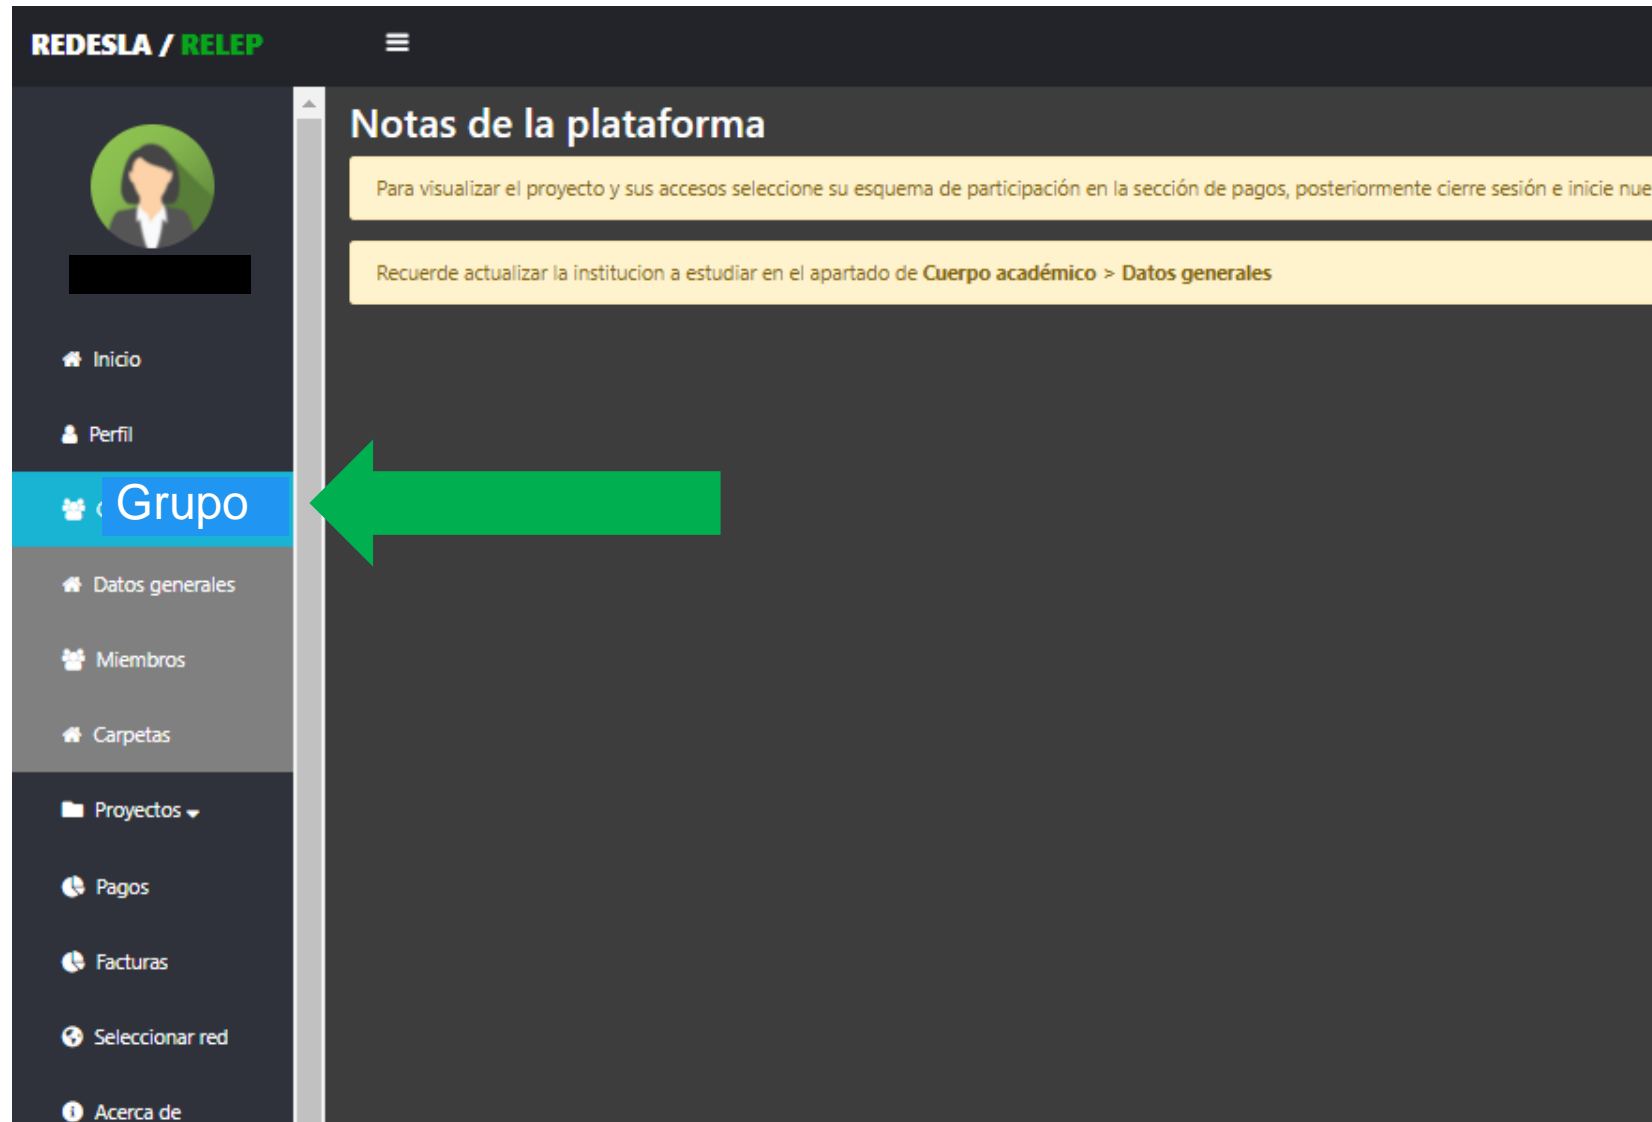 REDESLA / RELEP
Notas de la plataforma
Para visualizar el proyecto y sus accesos seleccione su esquema de participación en la sección de pagos, posteriormente cierre sesión e inicie nue
Recuerde actualizar la institucion a estudiar en el apartado de Cuerpo académico > Datos generales
Inicio
Perfil
Grupo
Datos generales
Miembros
Carpetas
Proyectos
Pagos
Facturas
Seleccionar red
Acerca de